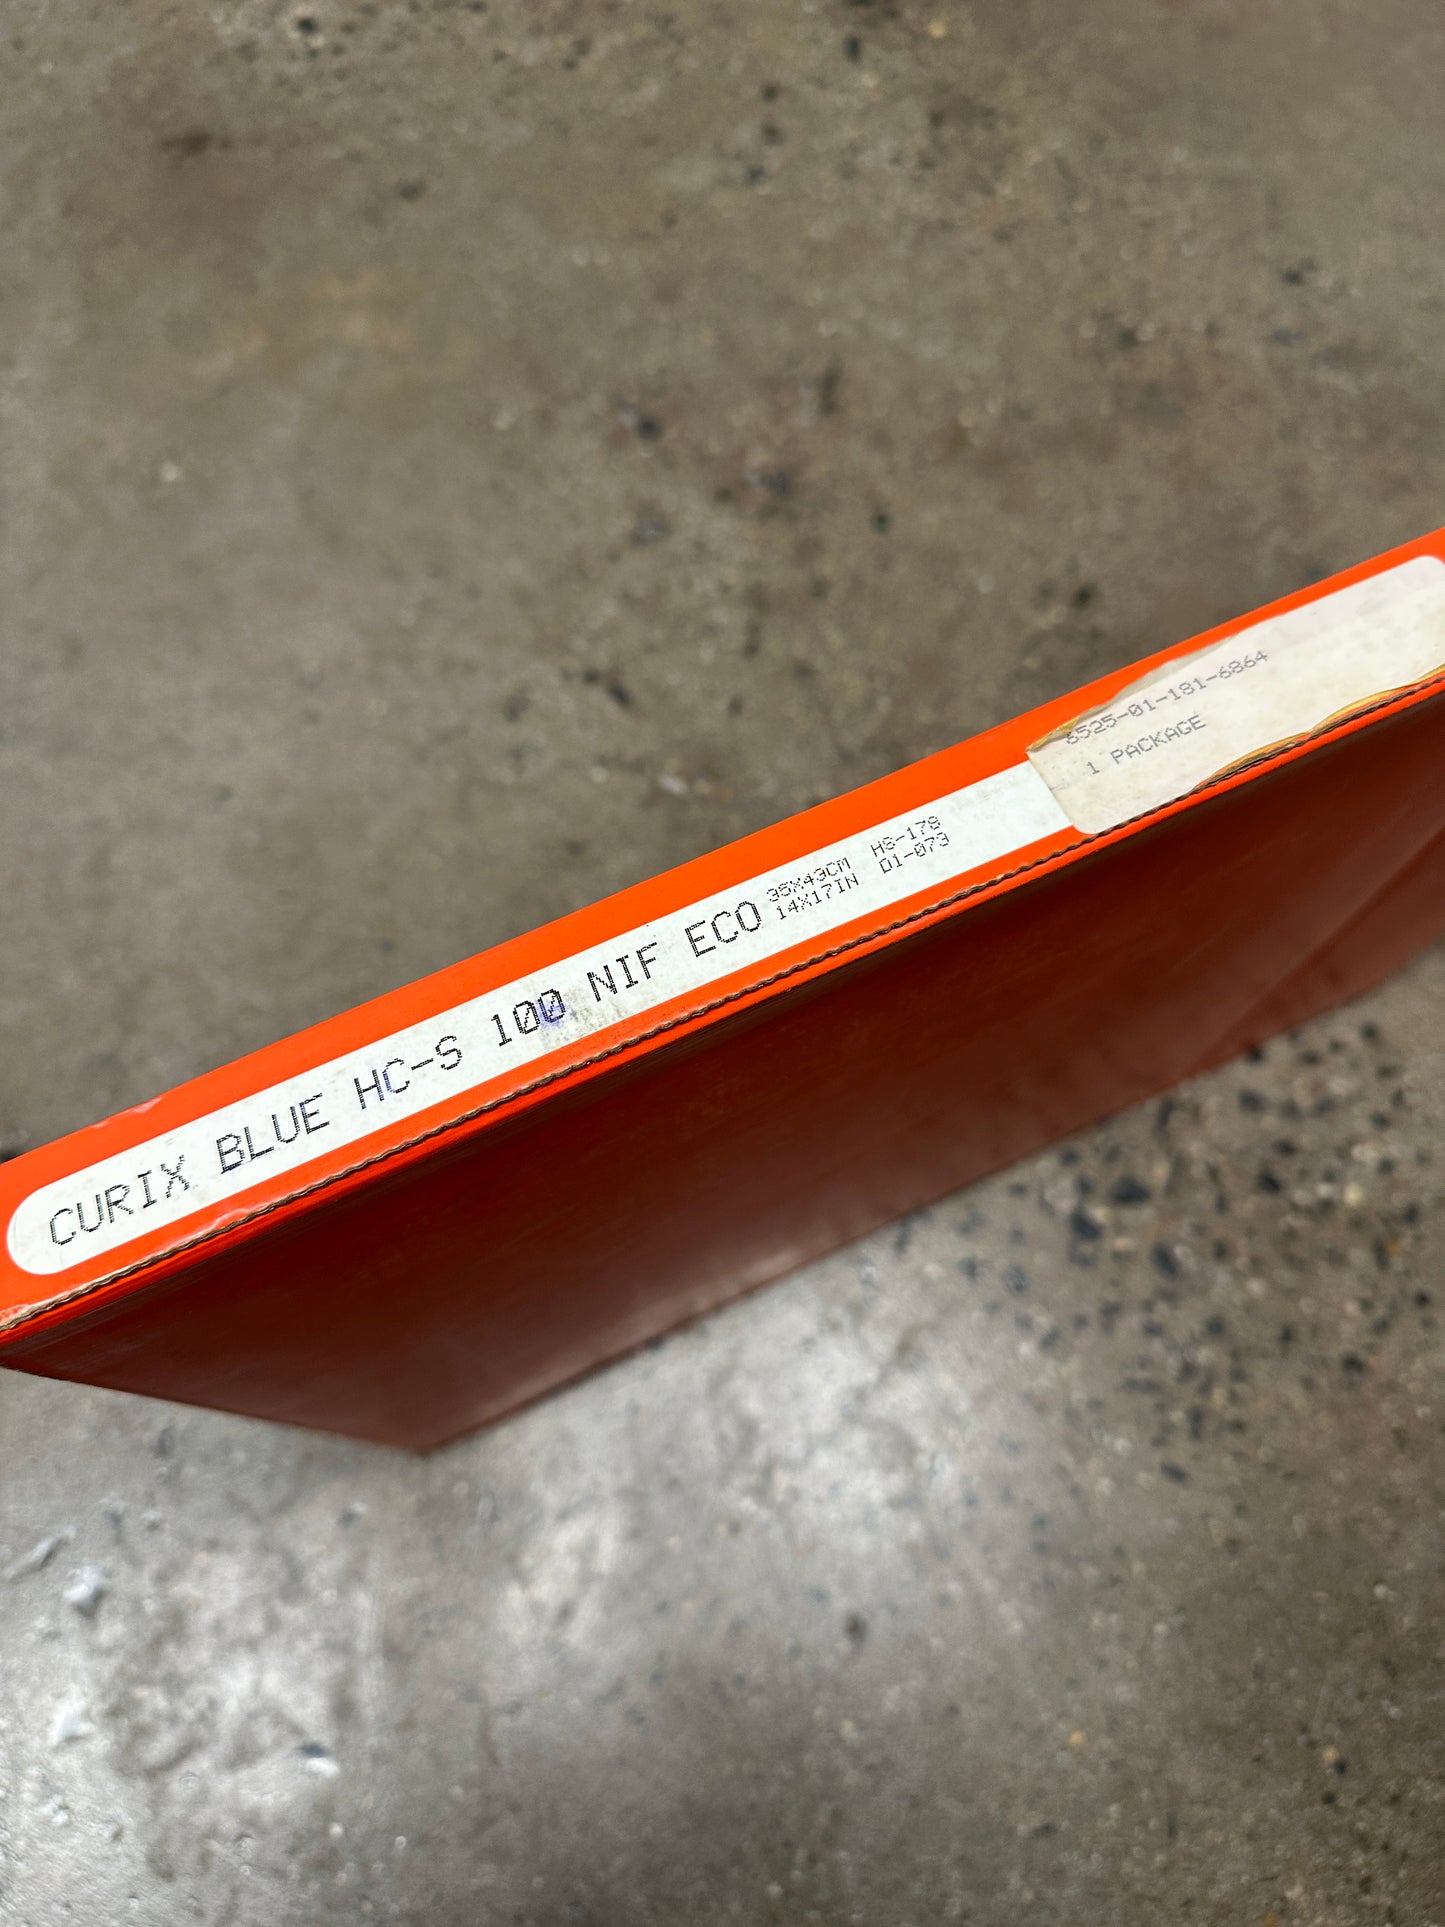 CURIX BLUE HC-S 100 NIF ECO
35X43CM HS-178
14X17IN D1-073
6525-01-181-6864
1 PACKAGE